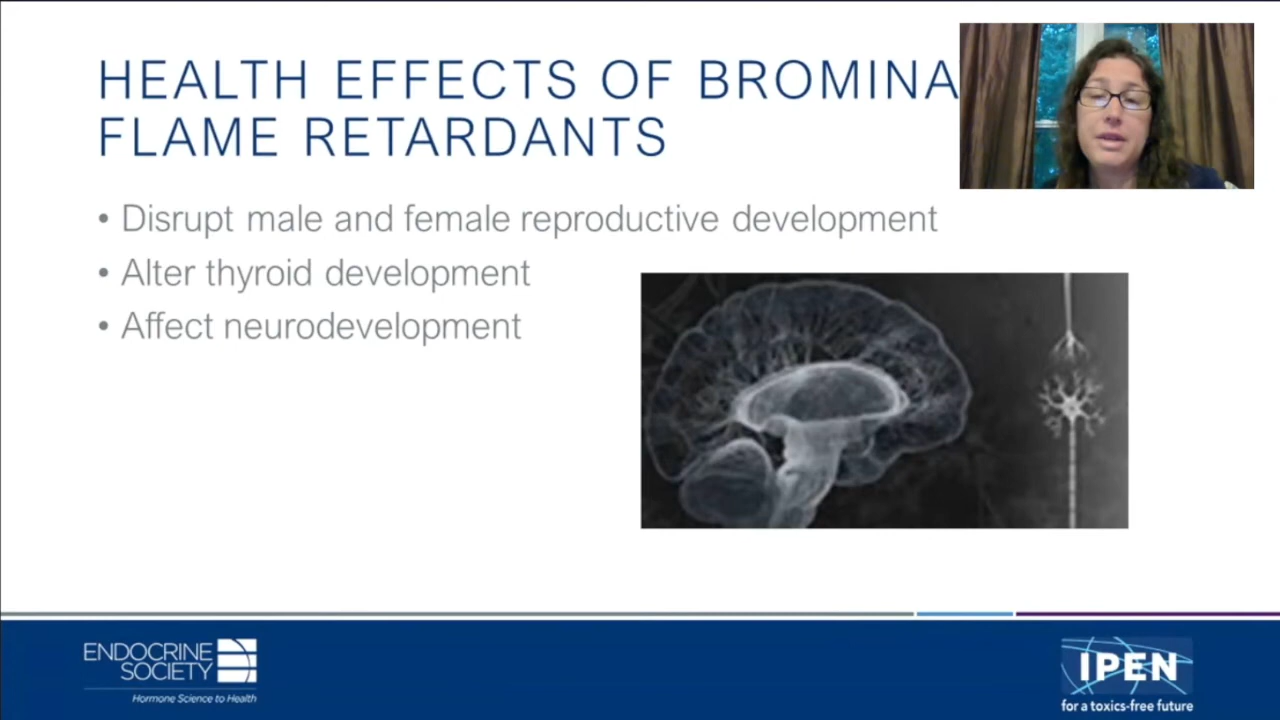 HEALTH EFFECTS OF BROMINA
FLAME RETARDANTS
• Disrupt male and female reproductive development
• Alter thyroid development
• Affect neurodevelopment
ENDOCRINE
SOCIETY
Hormone Science to Health
IPEN
for a toxics-free future